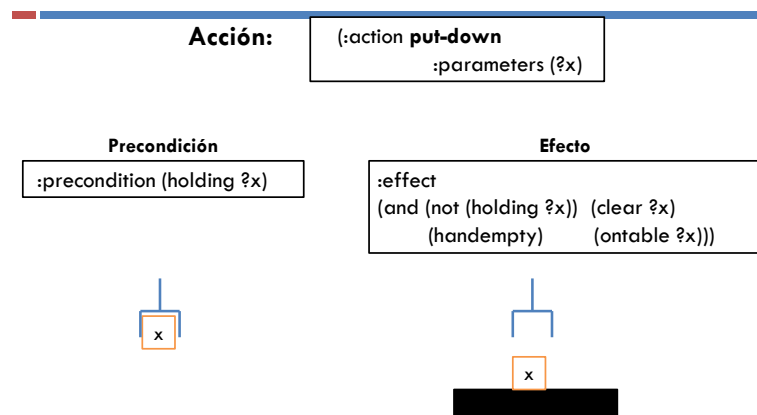 Acción:
(:action put-down
:parameters (?x)
Precondición
:precondition (holding ?x)
Efecto
:effect
(and (not (holding ?x)) (clear ?x)
(handempty) (ontable ?x)))
x
x